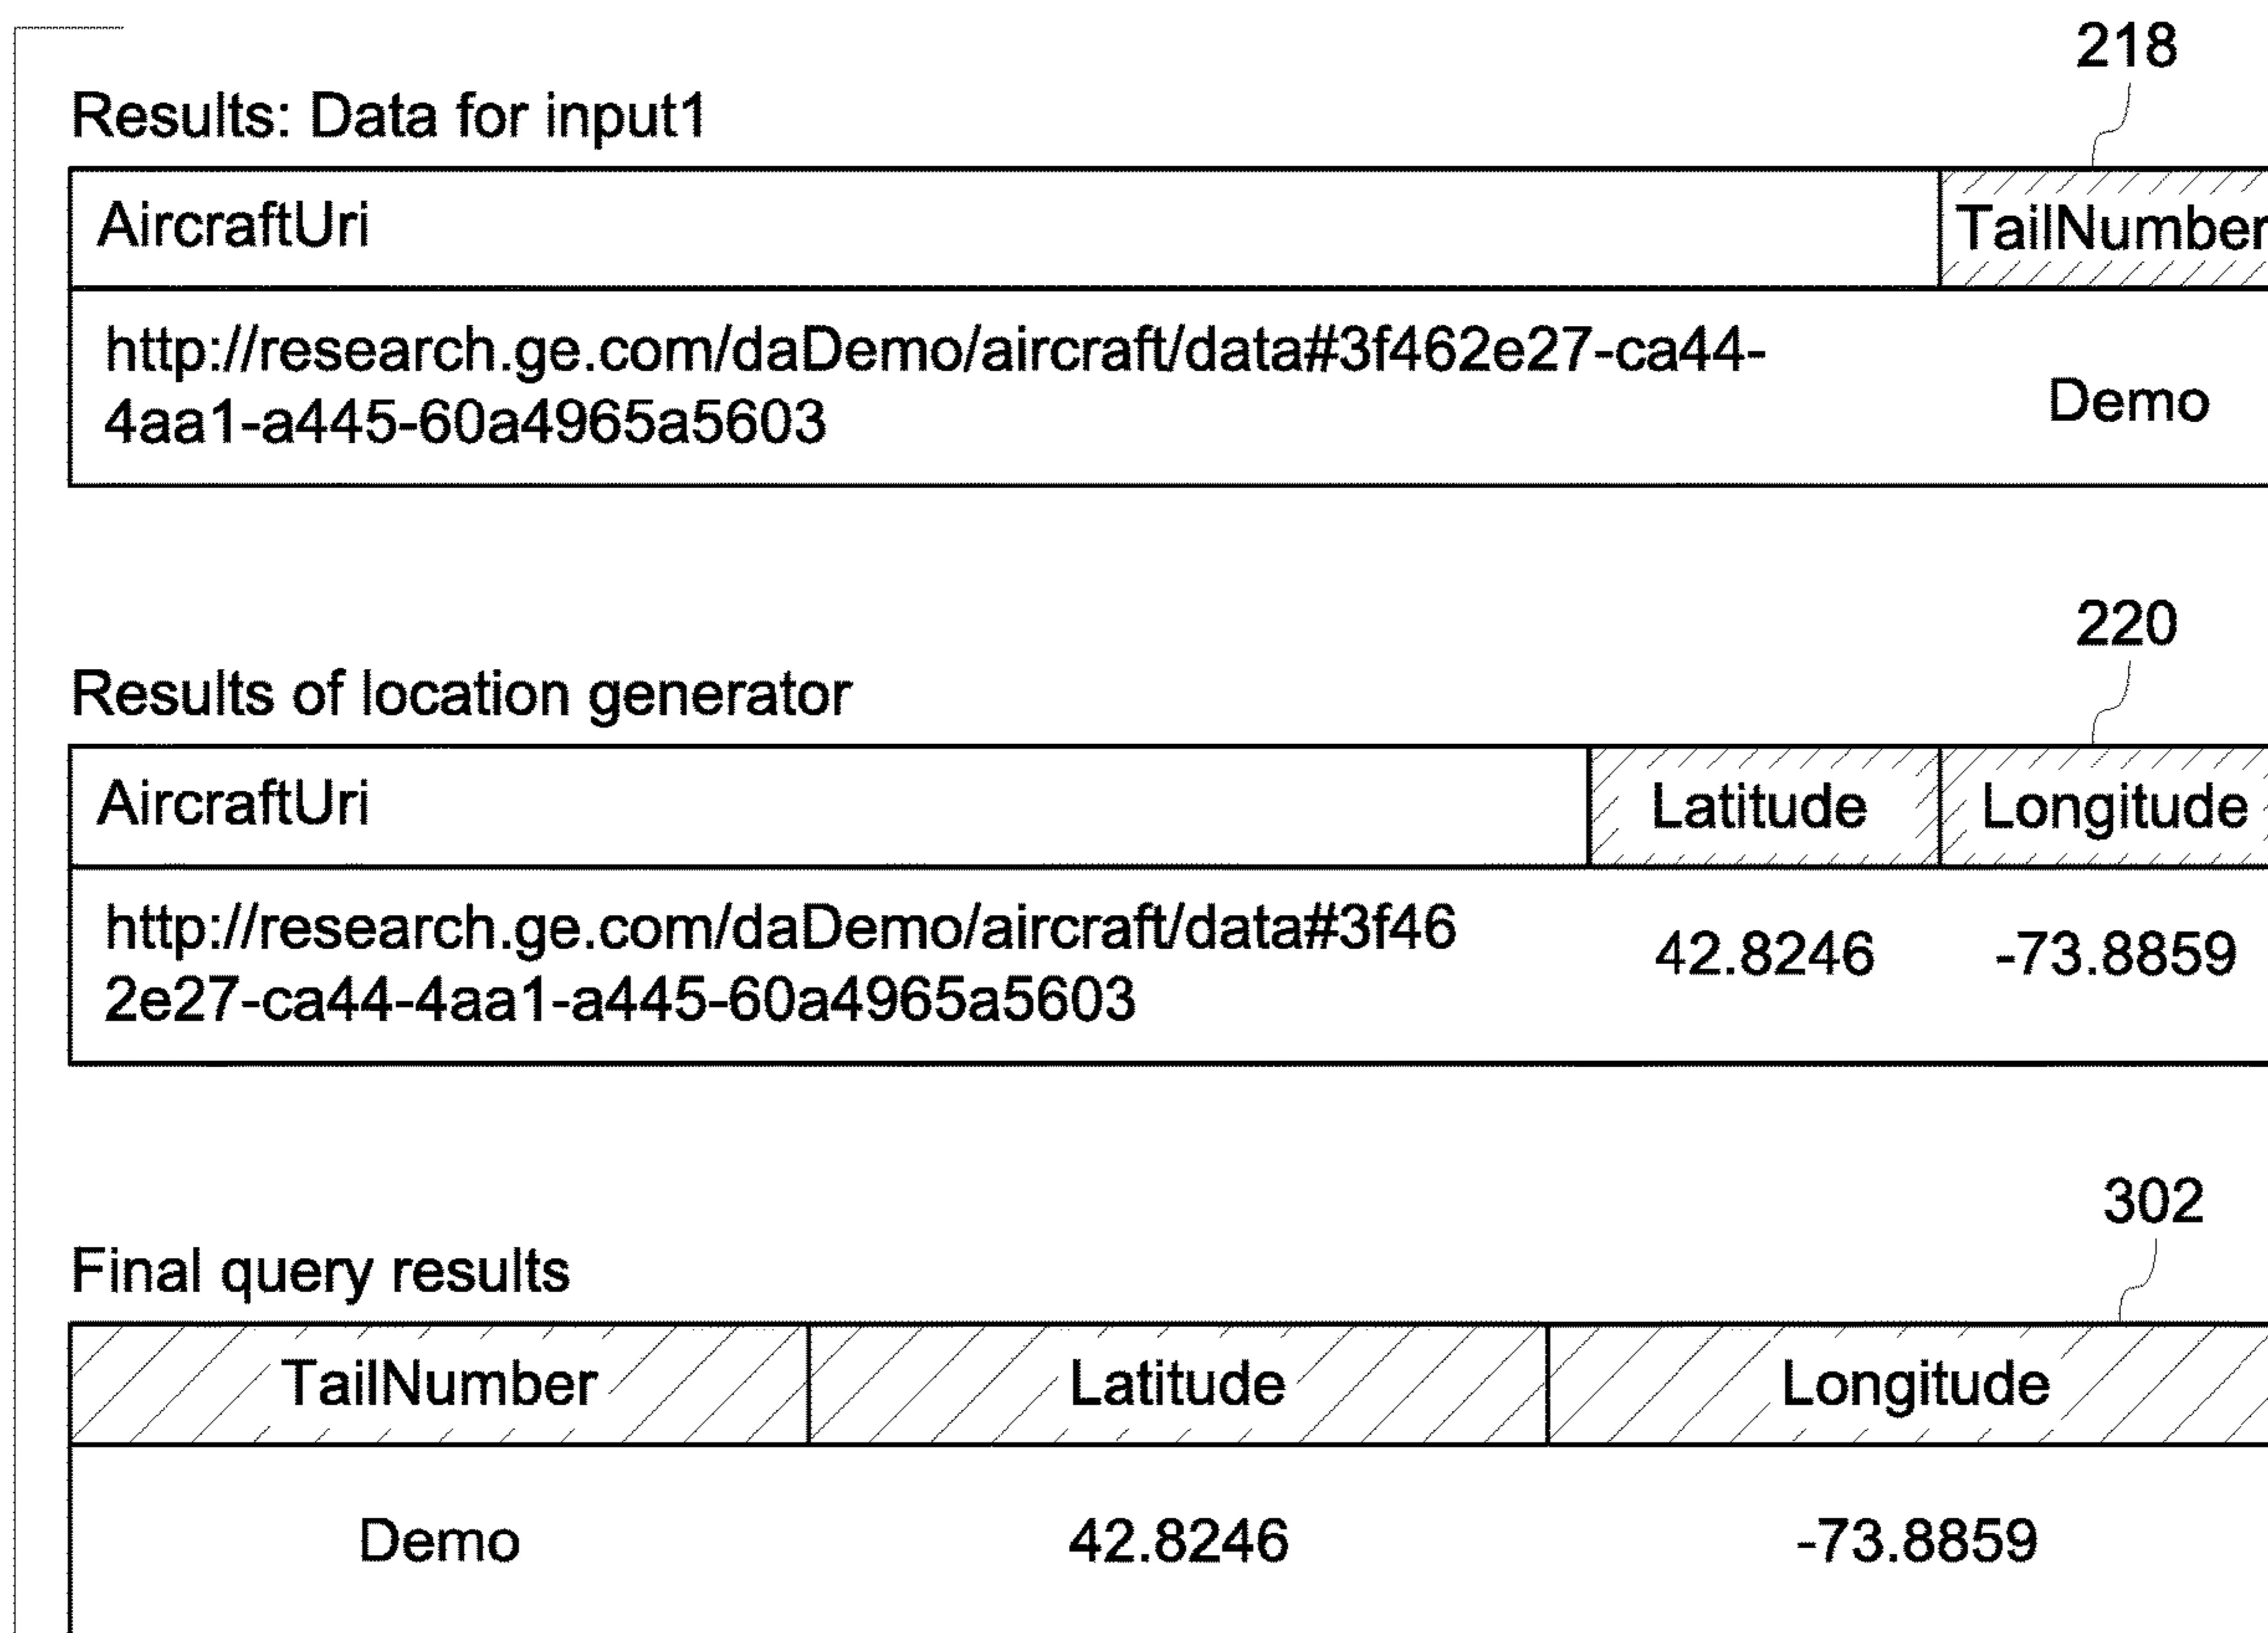 218
Results: Data for input1
AircraftUri TailNumber
http://research.ge.com/daDemo/aircraft/data#3f462e27-ca44-
4aa1-a445-60a4965a5603 Demo
220
Results of location generator
AircraftUri Latitude Longitude
http://research.ge.com/daDemo/aircraft/data#3f46
2e27-ca44-4aa1-a445-60a4965a5603 42.8246 -73.8859
302
Final query results
TailNumber Latitude Longitude
Demo 42.8246 -73.8859